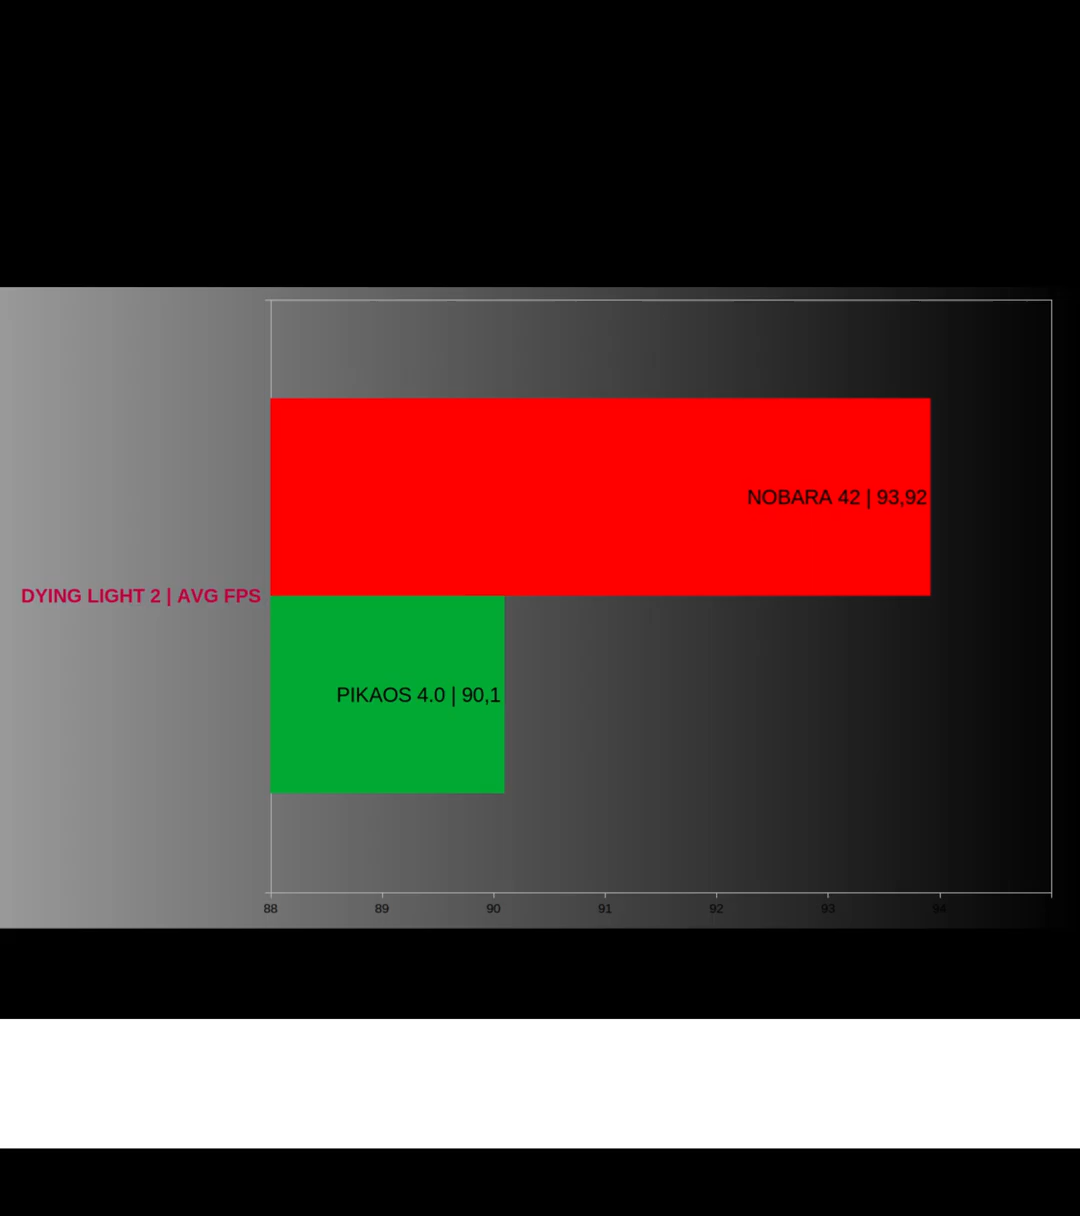 NOBARA 42 | 93,92
DYING LIGHT 2 | AVG FPS
PIKAOS 4.0 | 90,1
88 89 90 91 92 93 94